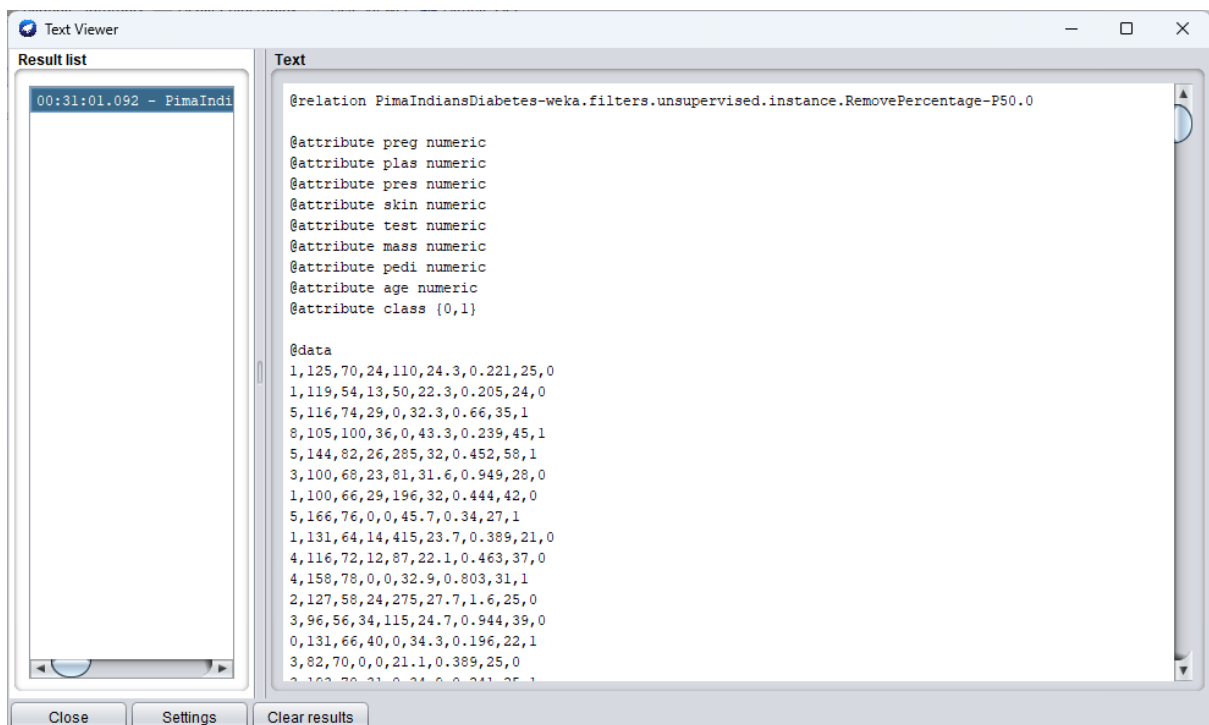 Text Viewer
Result list
Text
00:31:01.092 - PimaIndi
@relation PimaIndiansDiabetes-weka.filters.unsupervised.instance.RemovePercentage-P50.0
@attribute preg numeric
@attribute plas numeric
@attribute pres numeric
@attribute skin numeric
@attribute test numeric
@attribute mass numeric
@attribute pedi numeric
@attribute age numeric
@attribute class {0,1}
@data
1,125,70,24,110,24.3,0.221,25,0
1,119,54,13,50,22.3,0.205,24,0
5,116,74,29,0,32.3,0.66,35,1
8,105,100,36,0,43.3,0.239,45,1
5,144,82,26,285,32,0.452,58,1
3,100,68,23,81,31.6,0.949,28,0
1,100,66,29,196,32,0.444,42,0
5,166,76,0,0,45.7,0.34,27,1
1,131,64,14,415,23.7,0.389,21,0
4,116,72,12,87,22.1,0.463,37,0
4,158,78,0,0,32.9,0.803,31,1
2,127,58,24,275,27.7,1.6,25,0
3,96,56,34,115,24.7,0.944,39,0
0,131,66,40,0,34.3,0.196,22,1
3,82,70,0,0,21.1,0.389,25,0
Close
Settings
Clear results